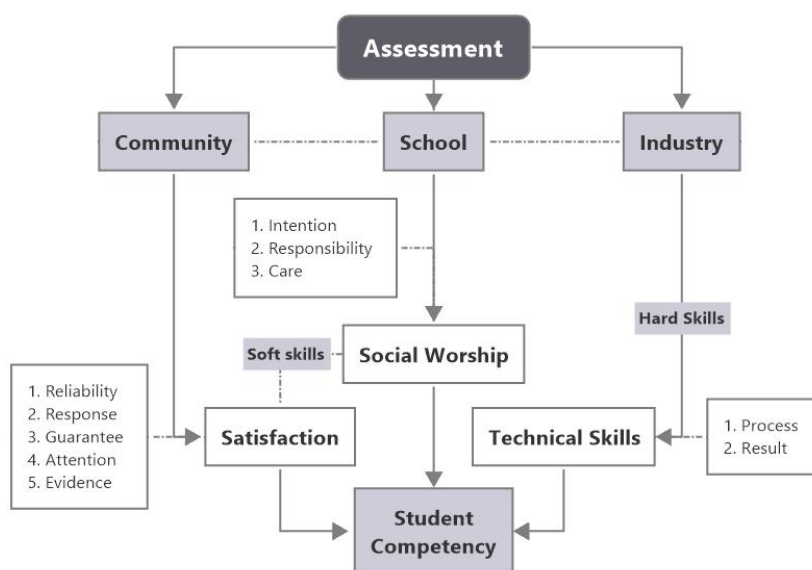 Assessment
Community
School
Industry
1. Intention
2. Responsibility
3. Care
Hard Skills
Soft skills
Social Worship
1. Reliability
2. Response
3. Guarantee
4. Attention
5. Evidence
Satisfaction
Technical Skills
1. Process
2. Result
Student
Competency